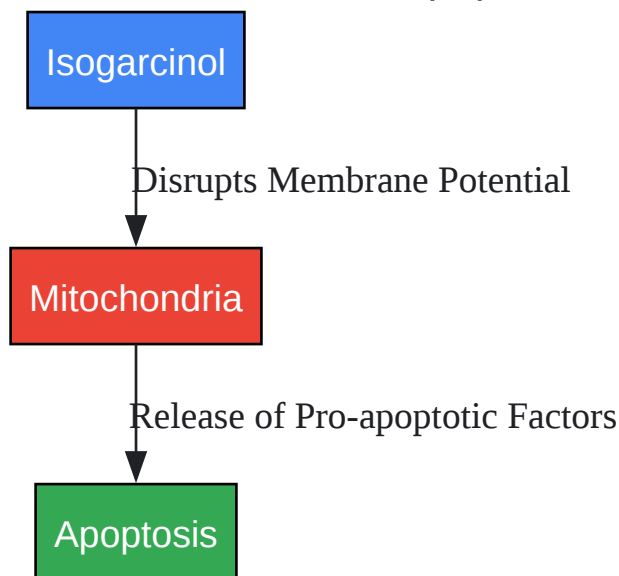 Isogarcinol
Disrupts Membrane Potential
Mitochondria
Release of Pro-apoptotic Factors
Apoptosis